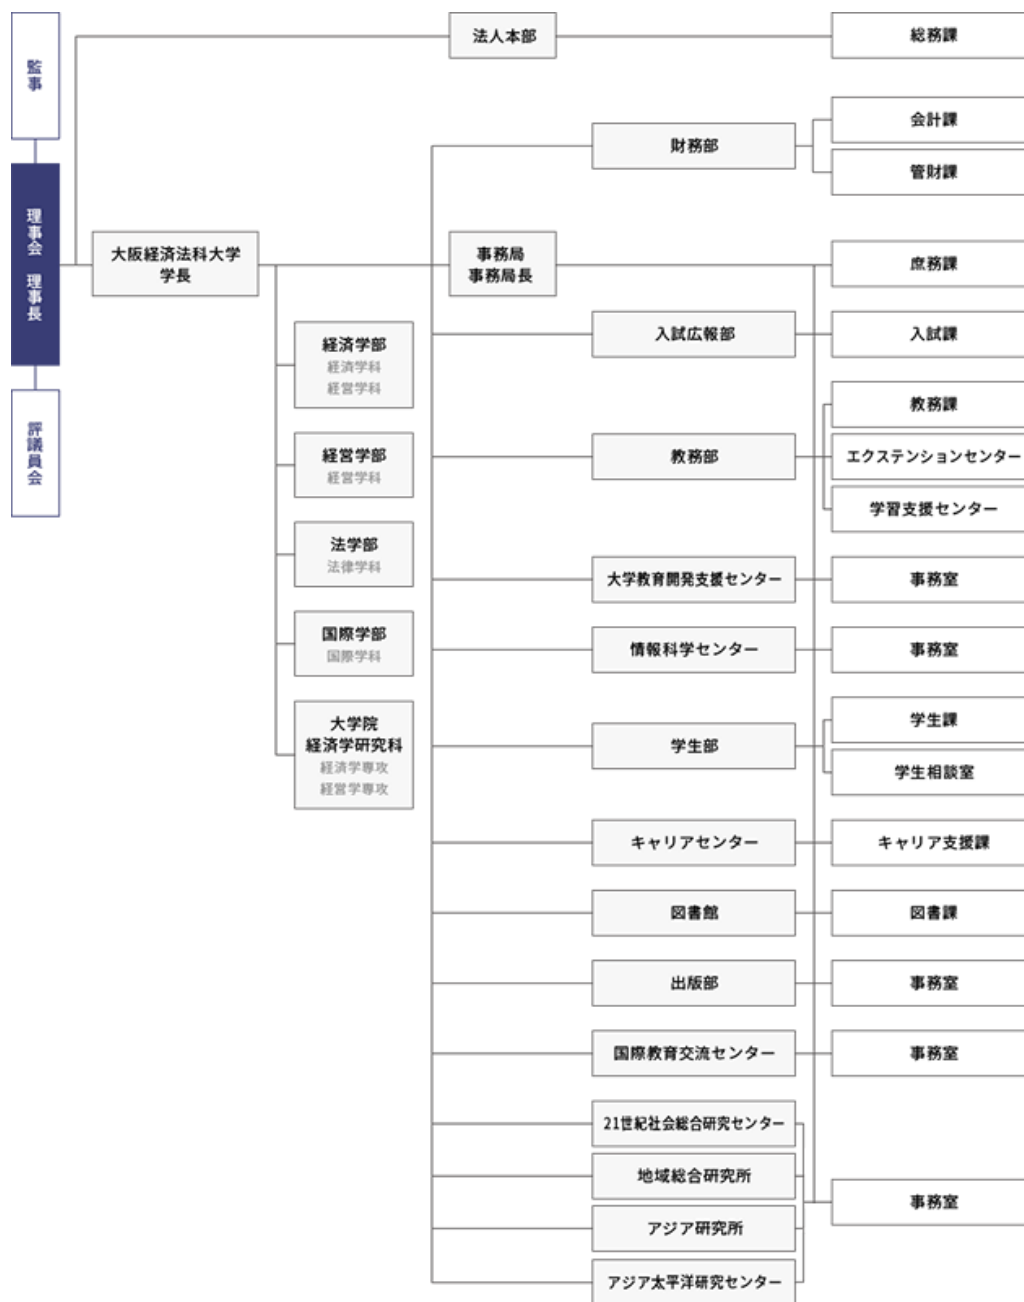 監事
理事会 理事長
評議員会
法人本部
総務課
財務部
会計課
管財課
大阪経済法科大学
学長
事務局
事務局長
庶務課
経済学部
経済学科
経営学科
経営学部
経営学科
法学部
法律学科
国際学部
国際学科
大学院
経済学研究科
経済学専攻
経営学専攻
入試広報部
入試課
教務部
教務課
エクステンションセンター
学習支援センター
大学教育開発支援センター
事務室
情報科学センター
事務室
学生部
学生課
学生相談室
キャリアセンター
キャリア支援課
図書館
図書課
出版部
事務室
国際教育交流センター
事務室
21世紀社会総合研究センター
地域総合研究所
アジア研究所
アジア太平洋研究センター
事務室